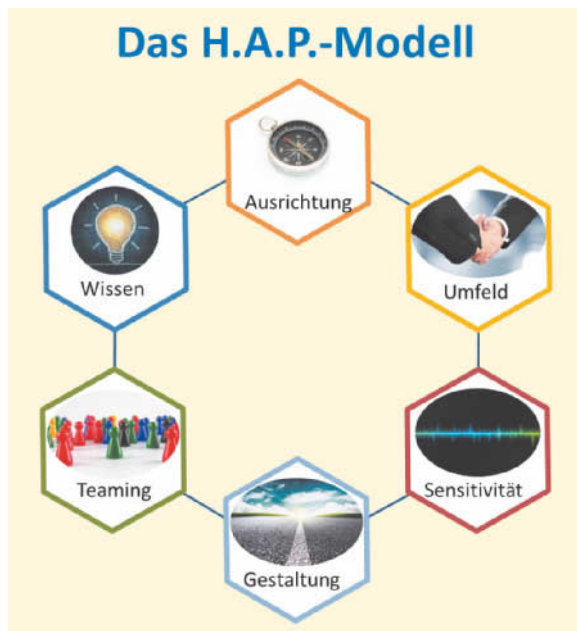 Das H.A.P.-Modell
Ausrichtung
Wissen
Umfeld
Teaming
Sensitivität
Gestaltung